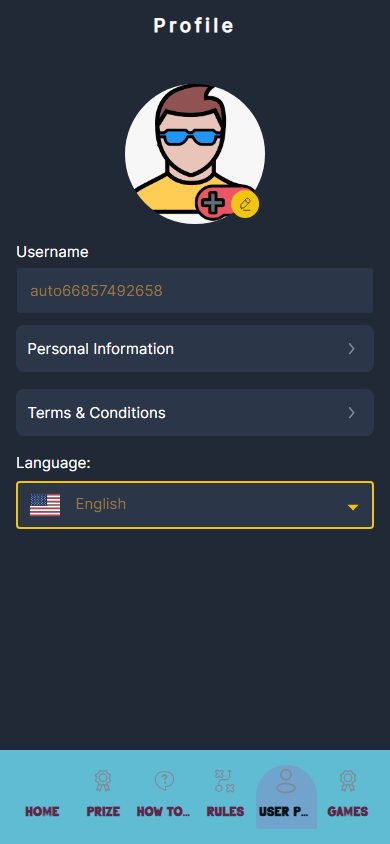 Profile
Username
auto66857492658
Personal Information
Terms & Conditions
Language:
English
HOME PRIZE HOW TO... RULES USER P... GAMES